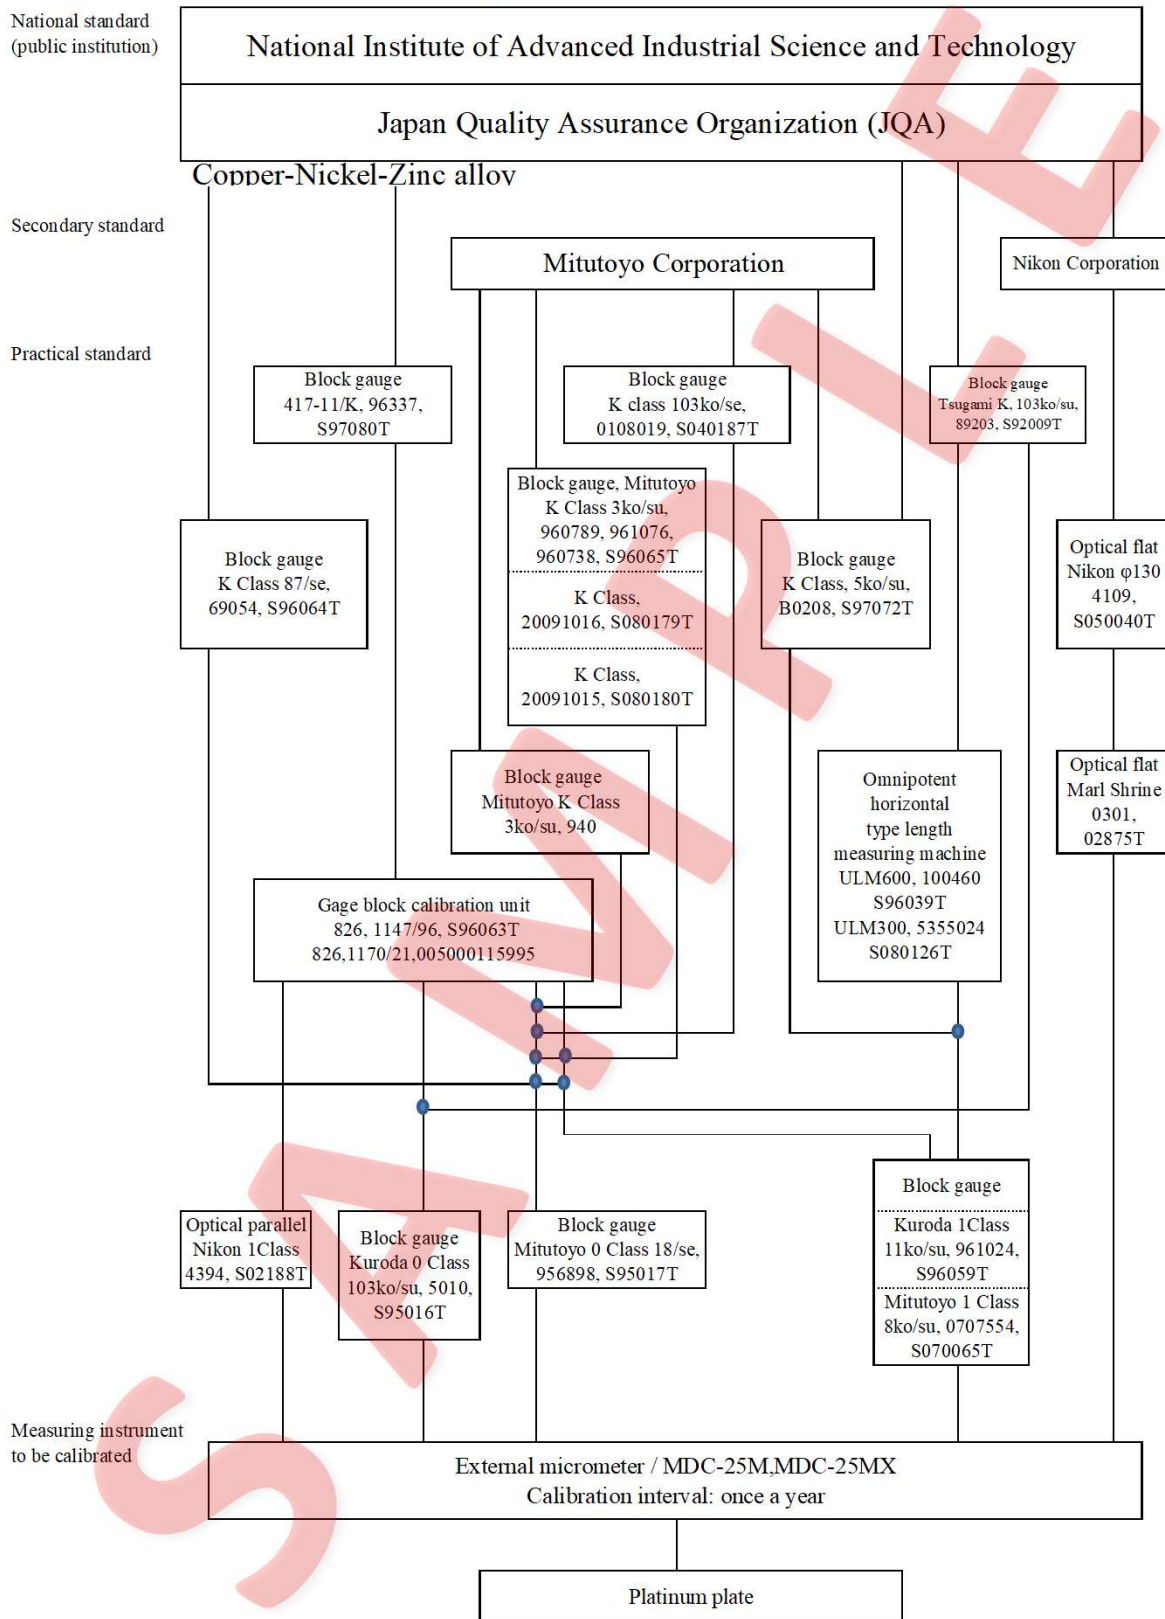 National standard
(public institution)
National Institute of Advanced Industrial Science and Technology
Japan Quality Assurance Organization (JQA)
Copper-Nickel-Zinc alloy
Secondary standard
Mitutoyo Corporation
Nikon Corporation
Practical standard
Block gauge
417-11/K, 96337,
S97080T
Block gauge
K class 103ko/se,
0108019, S040187T
Block gauge
Tsugami K, 103ko/su,
89203, S92009T
Block gauge, Mitutoyo
K Class 3ko/su,
960789, 961076,
960738, S96065T
K Class,
20091016, S080179T
K Class,
20091015, S080180T
Block gauge
K Class 87/se,
69054, S96064T
Block gauge
K Class, 5ko/su,
B0208, S97072T
Optical flat
Nikon φ130
4109,
S050040T
Block gauge
Mitutoyo K Class
3ko/su, 940
Omnipotent
horizontal
type length
measuring machine
ULM600, 100460
S96039T
ULM300, 5355024
S080126T
Optical flat
Marl Shrine
0301,
02875T
Gage block calibration unit
826, 1147/96, S96063T
826,1170/21,005000115995
Optical parallel
Nikon 1Class
4394, S02188T
Block gauge
Kuroda 0 Class
103ko/su, 5010,
S95016T
Block gauge
Mitutoyo 0 Class 18/se,
956898, S95017T
Block gauge
Kuroda 1Class
11ko/su, 961024,
S96059T
Mitutoyo 1 Class
8ko/su, 0707554,
S070065T
Measuring instrument
to be calibrated
External micrometer / MDC-25M,MDC-25MX
Calibration interval: once a year
Platinum plate
SAMPLE